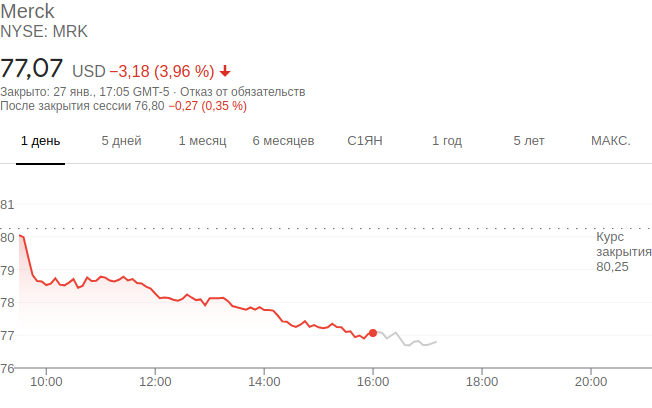 Merck
NYSE: MRK
77,07 USD −3,18 (3,96 %)
Закрыто: 27 янв., 17:05 GMT-5 · Отказ от обязательств
После закрытия сессии 76,80 −0,27 (0,35 %)
1 день 5 дней 1 месяц 6 месяцев С1ЯН 1 год 5 лет МАКС.
81
80
79
78
77
76
Курс
закрытия
80,25
10:00 12:00 14:00 16:00 18:00 20:00